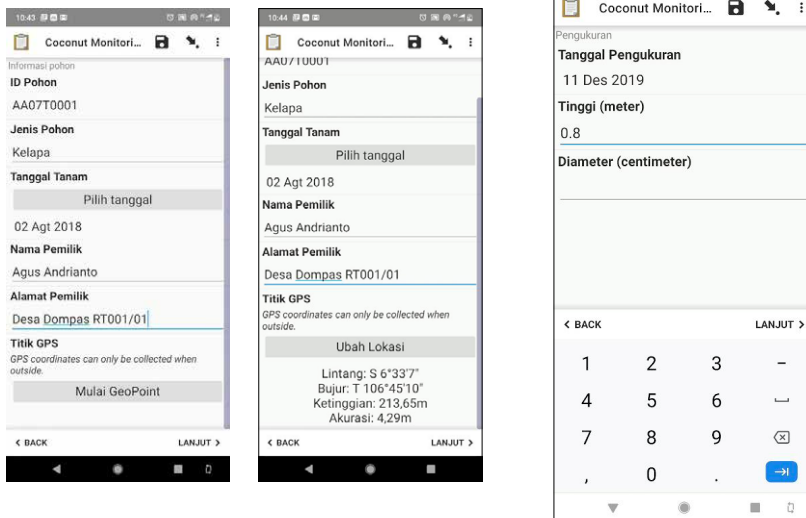 10:43
Coconut Monitori...
Informasi pohon
ID Pohon
AA07T0001
Jenis Pohon
Kelapa
Tanggal Tanam
Pilih tanggal
02 Agt 2018
Nama Pemilik
Agus Andrianto
Alamat Pemilik
Desa Dompas RT001/01
Titik GPS
GPS coordinates can only be collected when
outside.
Mulai GeoPoint
< BACK
LANJUT >
10:44
Coconut Monitori...
AA07T0001
Jenis Pohon
Kelapa
Tanggal Tanam
Pilih tanggal
02 Agt 2018
Nama Pemilik
Agus Andrianto
Alamat Pemilik
Desa Dompas RT001/01
Titik GPS
GPS coordinates can only be collected when
outside.
Ubah Lokasi
Lintang: S 6°33'7"
Bujur: T 106°45'10"
Ketinggian: 213,65m
Akurasi: 4,29m
< BACK
LANJUT >
Coconut Monitori...
Pengukuran
Tanggal Pengukuran
11 Des 2019
Tinggi (meter)
0.8
Diameter (centimeter)
< BACK
LANJUT >
1 2 3 -
4 5 6
7 8 9
, 0 .